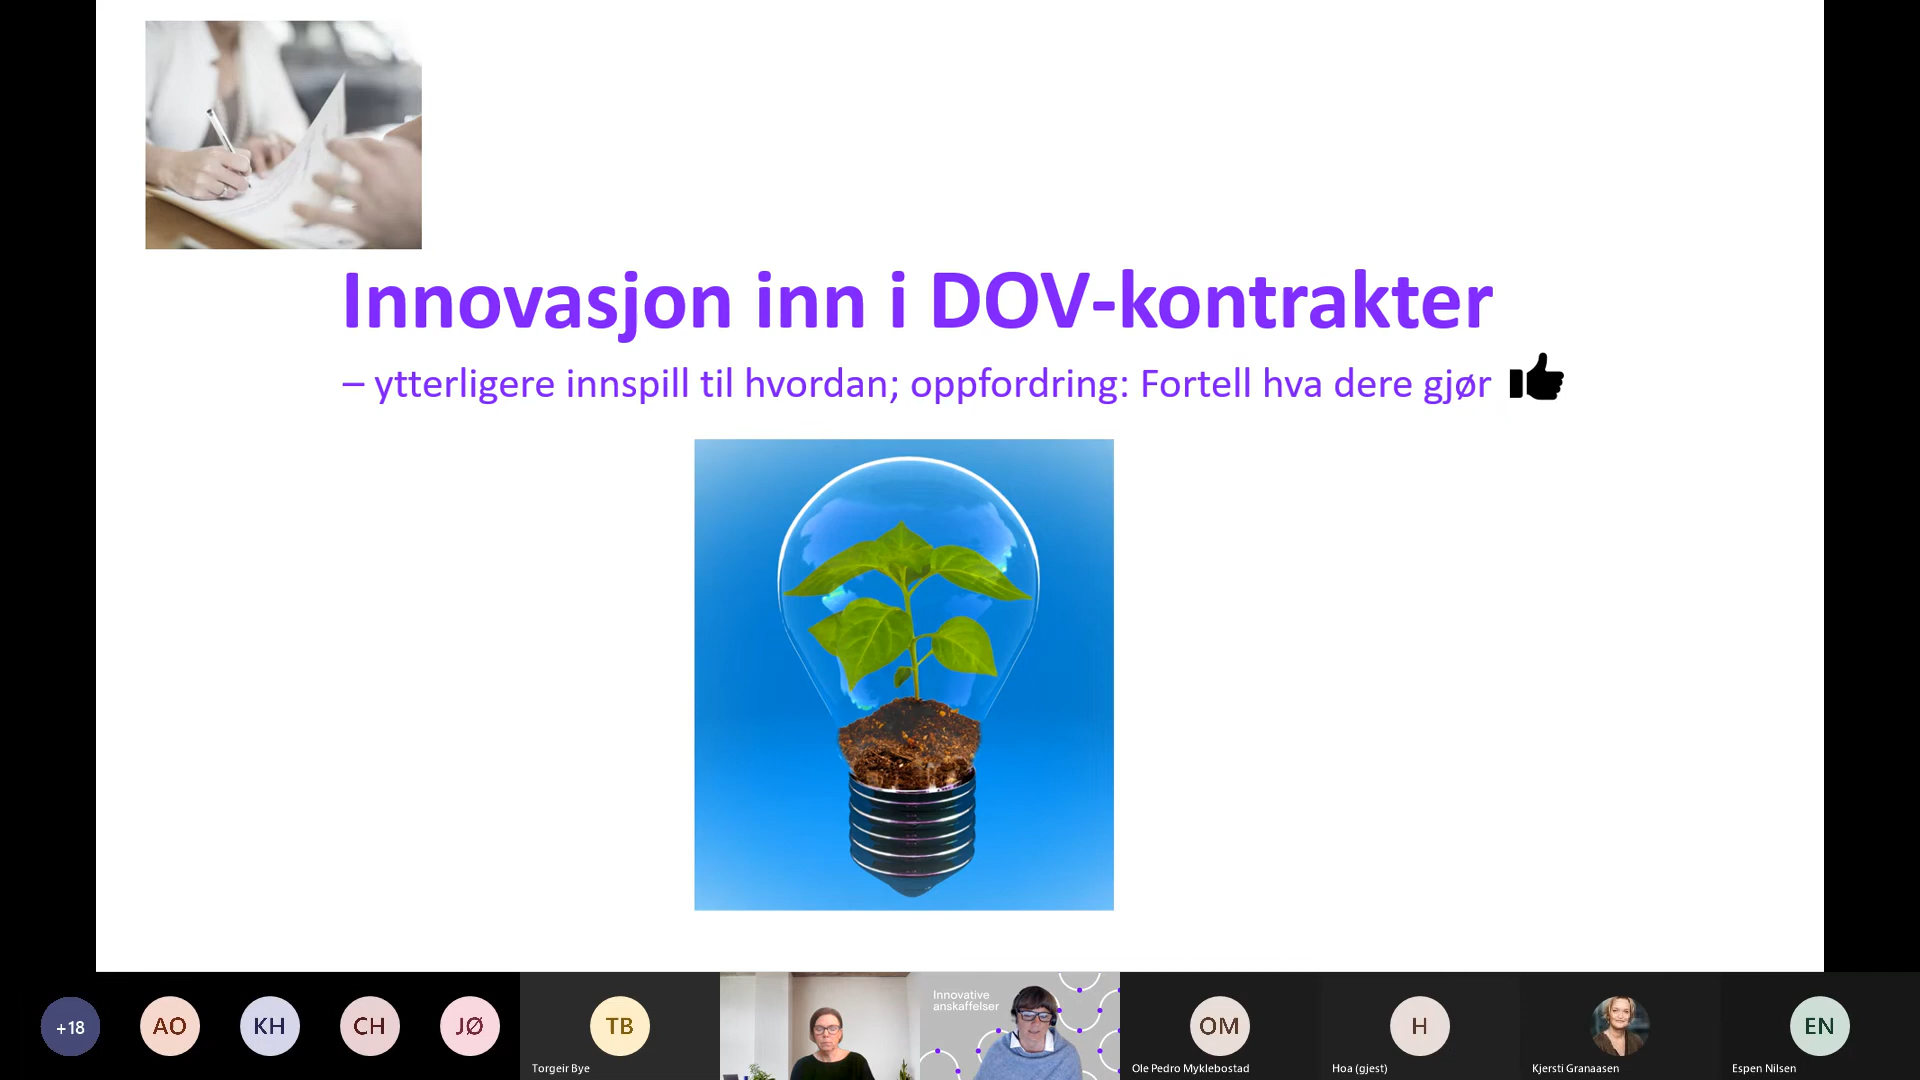 Innovasjon inn i DOV-kontrakter
– ytterligere innspill til hvordan; oppfordring: Fortell hva dere gjør
+18
AO
KH
CH
JØ
TB
Torgeir Bye
Innovative
anskaffelser
OM
Ole Pedro Myklebostad
H
Hoa (gjest)
Kjersti Granaasen
EN
Espen Nilsen